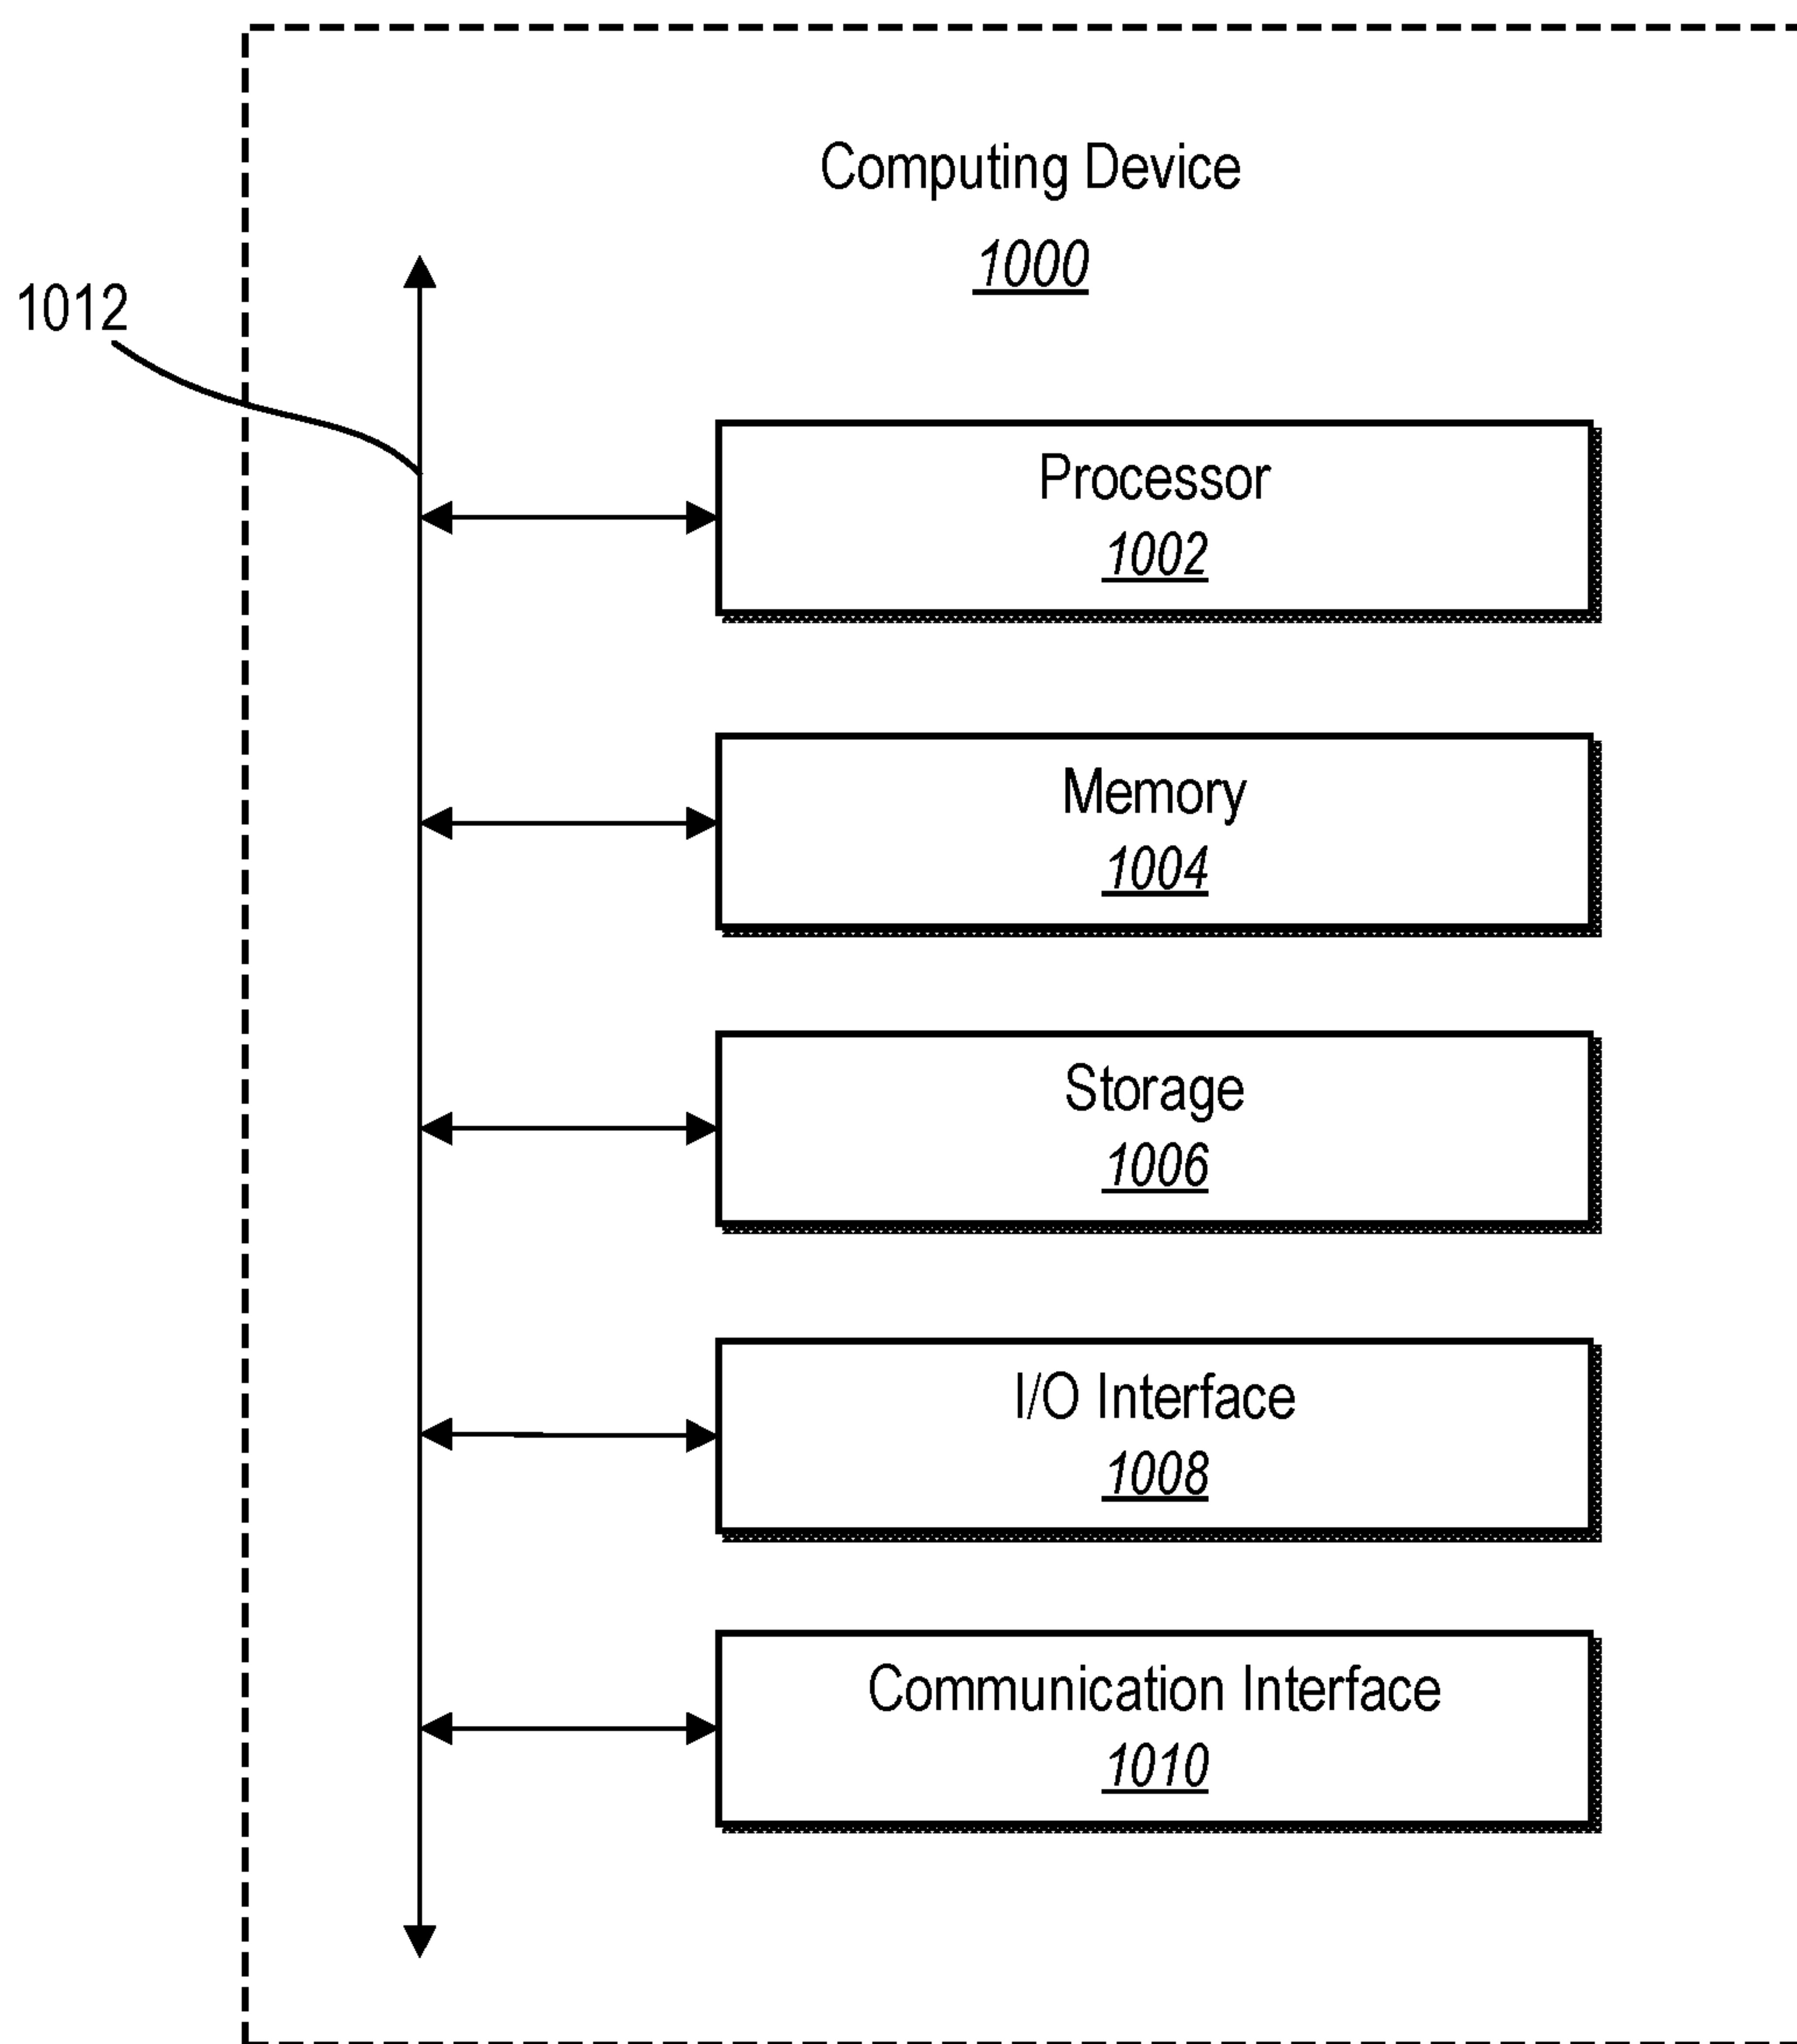 Computing Device
1000
1012
Processor
1002
Memory
1004
Storage
1006
I/O Interface
1008
Communication Interface
1010